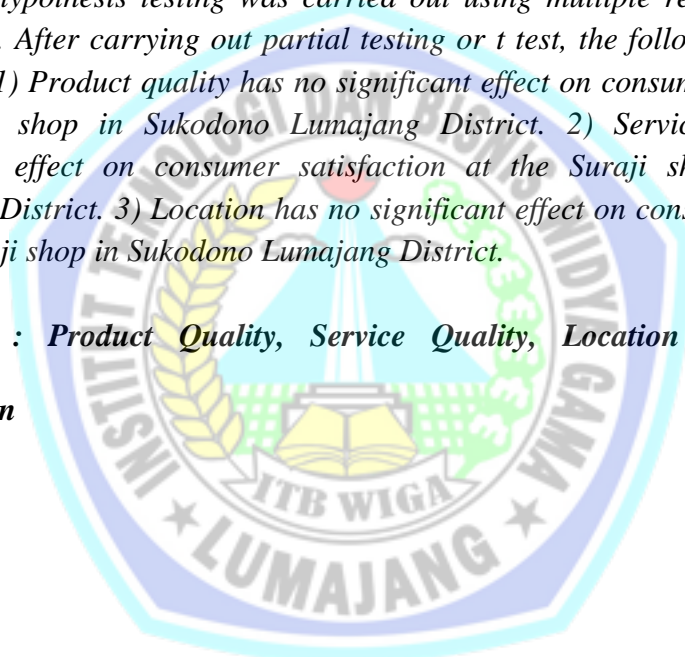 ypothesis testing was carried out using multiple re
. After carrying out partial testing or t test, the follo
1) Product quality has no significant effect on consum
shop in Sukodono Lumajang District. 2) Servic
effect on consumer satisfaction at the Suraji sh
District. 3) Location has no significant effect on cons
ji shop in Sukodono Lumajang District.
: Product Quality, Service Quality, Location
n
INSTITUT TEKNOLOGI DAN BISNIS WIDYA GAMA
ITB WIGA
LUMAJANG